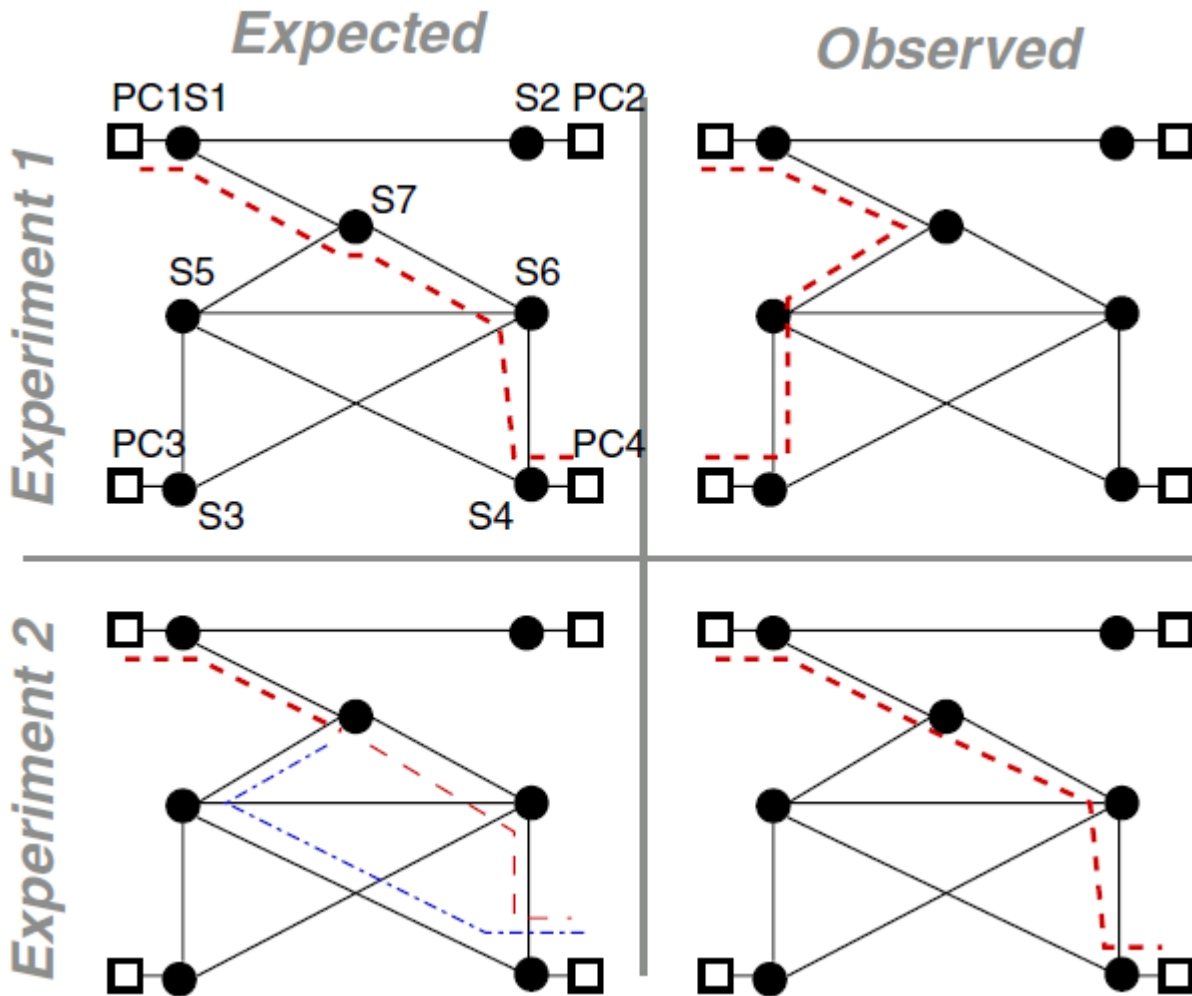 Expected
Observed
Experiment 1
PC1S1
S2 PC2
S7
S5
S6
PC3
PC4
S3
S4
Experiment 2